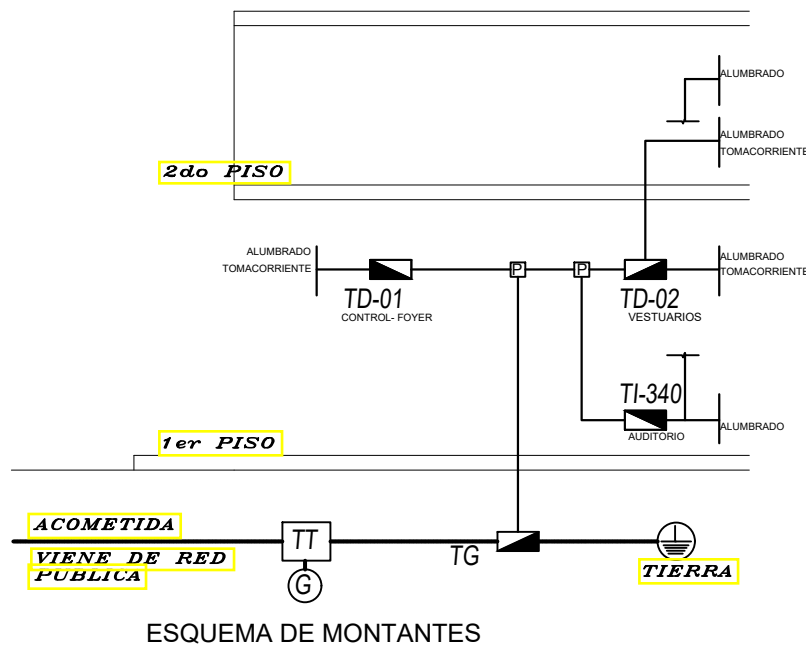 ALUMBRADO
ALUMBRADO
TOMACORRIENTE
2do PISO
ALUMBRADO
TOMACORRIENTE
P
P
ALUMBRADO
TOMACORRIENTE
TD-01
CONTROL- FOYER
TD-02
VESTUARIOS
TI-340
AUDITORIO
ALUMBRADO
1er PISO
ACOMETIDA
VIENE DE RED
PUBLICA
TT
G
TG
TIERRA
ESQUEMA DE MONTANTES